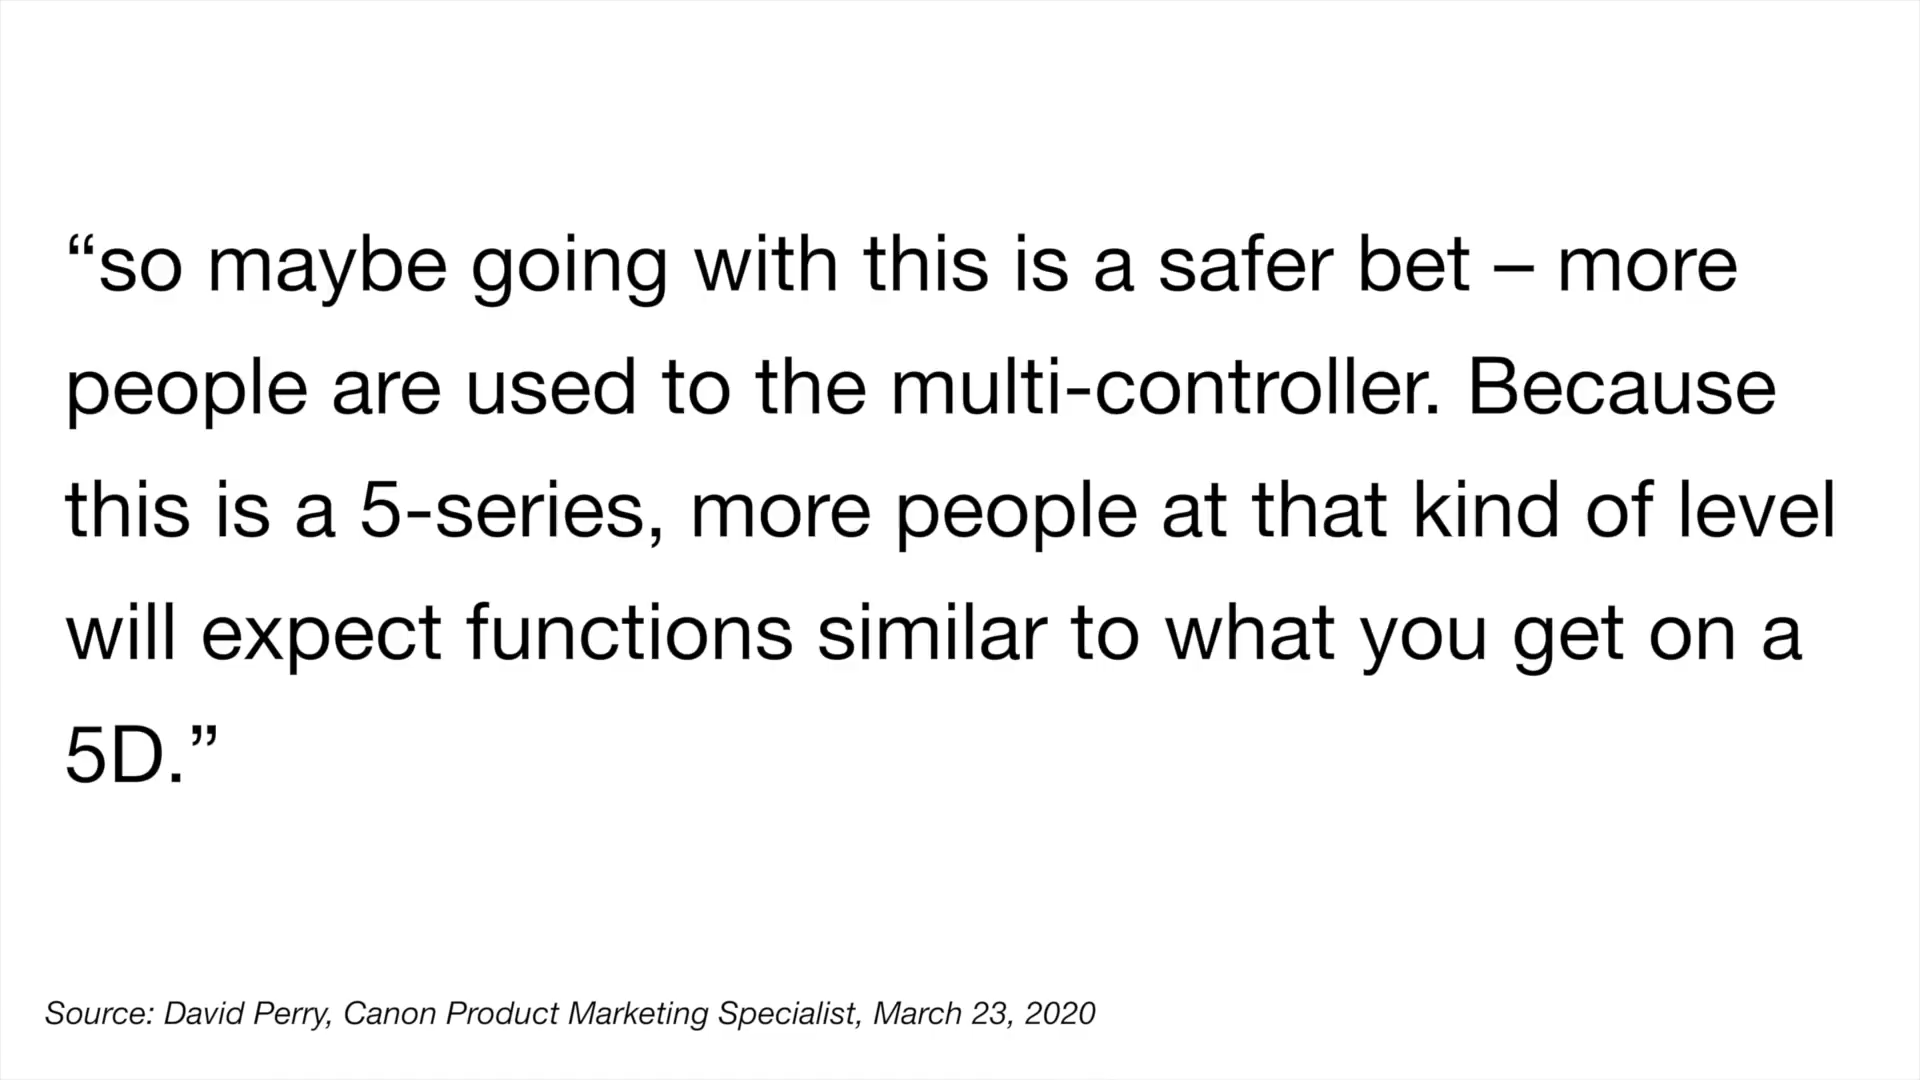 “so maybe going with this is a safer bet – more
people are used to the multi-controller. Because
this is a 5-series, more people at that kind of level
will expect functions similar to what you get on a
5D.”
Source: David Perry, Canon Product Marketing Specialist, March 23, 2020